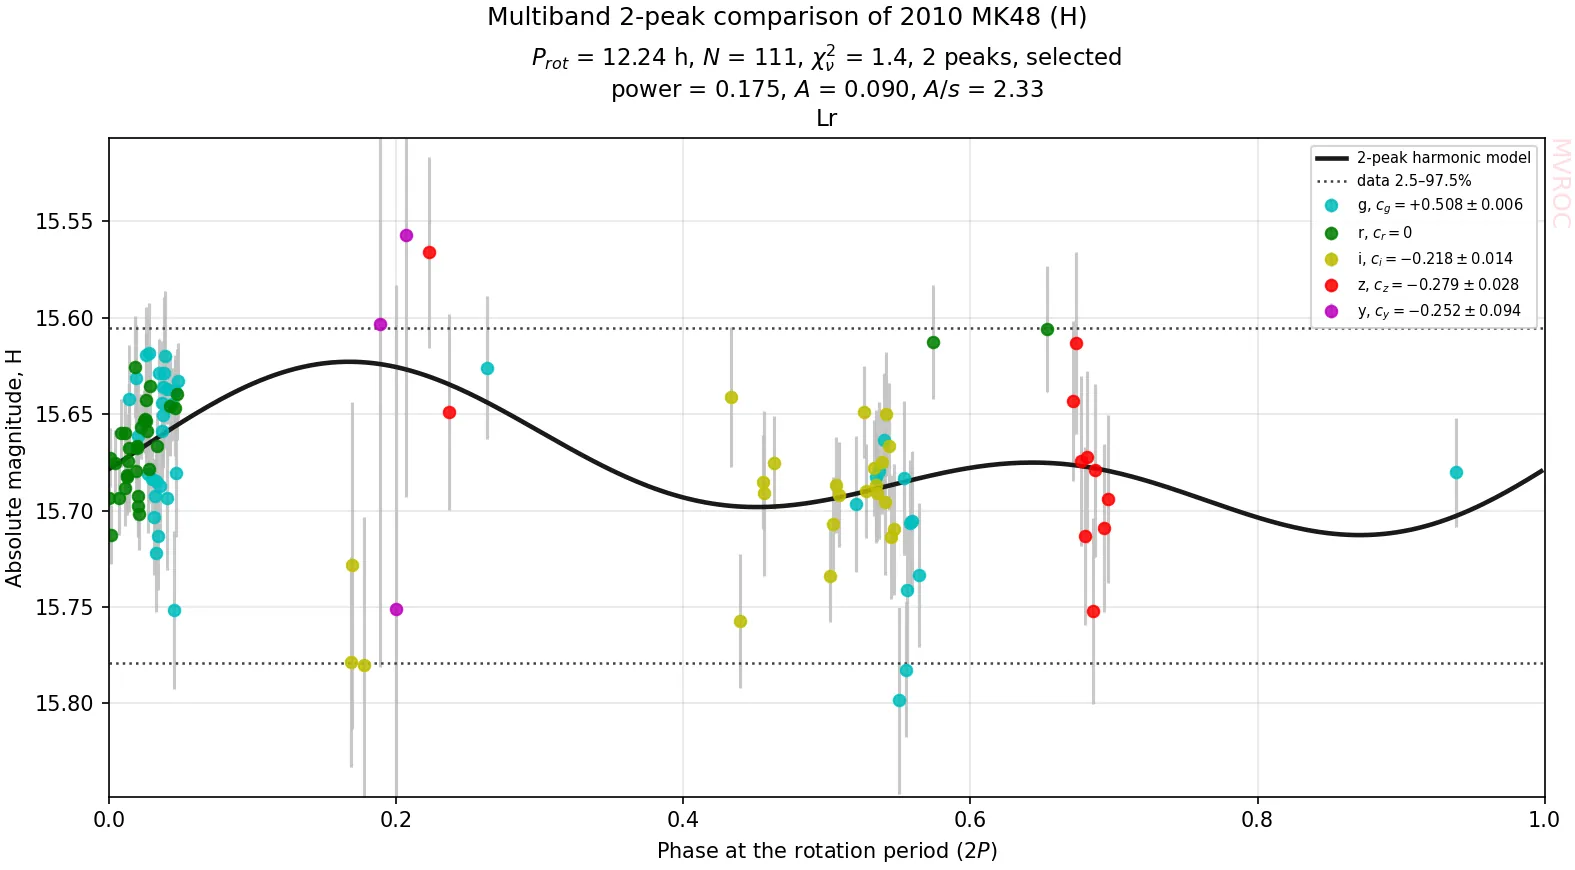 Multiband 2-peak comparison of 2010 MK48 (H)
P_rot = 12.24 h, N = 111, χ²_ν = 1.4, 2 peaks, selected
power = 0.175, A = 0.090, A/s = 2.33
Lr
2-peak harmonic model
data 2.5–97.5%
g, c_g = +0.508 ± 0.006
r, c_r = 0
i, c_i = −0.218 ± 0.014
z, c_z = −0.279 ± 0.028
y, c_y = −0.252 ± 0.094
MVROC
Absolute magnitude, H
15.55
15.60
15.65
15.70
15.75
15.80
0.0 0.2 0.4 0.6 0.8 1.0
Phase at the rotation period (2P)